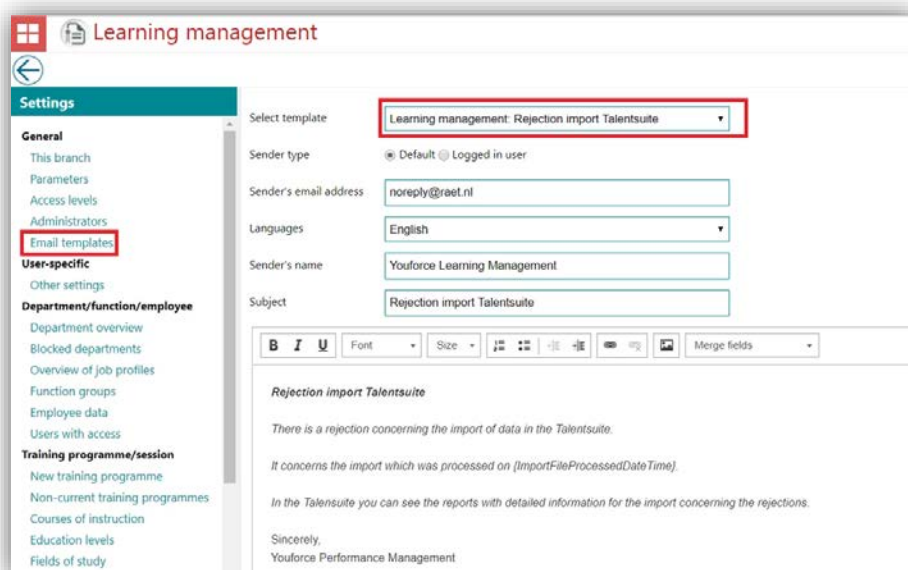 Learning management
Settings
General
This branch
Parameters
Access levels
Administrators
Email templates
User-specific
Other settings
Department/function/employee
Department overview
Blocked departments
Overview of job profiles
Function groups
Employee data
Users with access
Training programme/session
New training programme
Non-current training programmes
Courses of instruction
Education levels
Fields of study
Select template Learning management: Rejection import Talentsuite
Sender type Default Logged in user
Sender's email address noreply@raet.nl
Languages English
Sender's name Youforce Learning Management
Subject Rejection import Talentsuite
B I U Font Size Merge fields
Rejection import Talentsuite
There is a rejection concerning the import of data in the Talentsuite.
It concerns the import which was processed on {ImportFileProcessedDateTime}.
In the Talensuite you can see the reports with detailed information for the import concerning the rejections.
Sincerely,
Youforce Performance Management